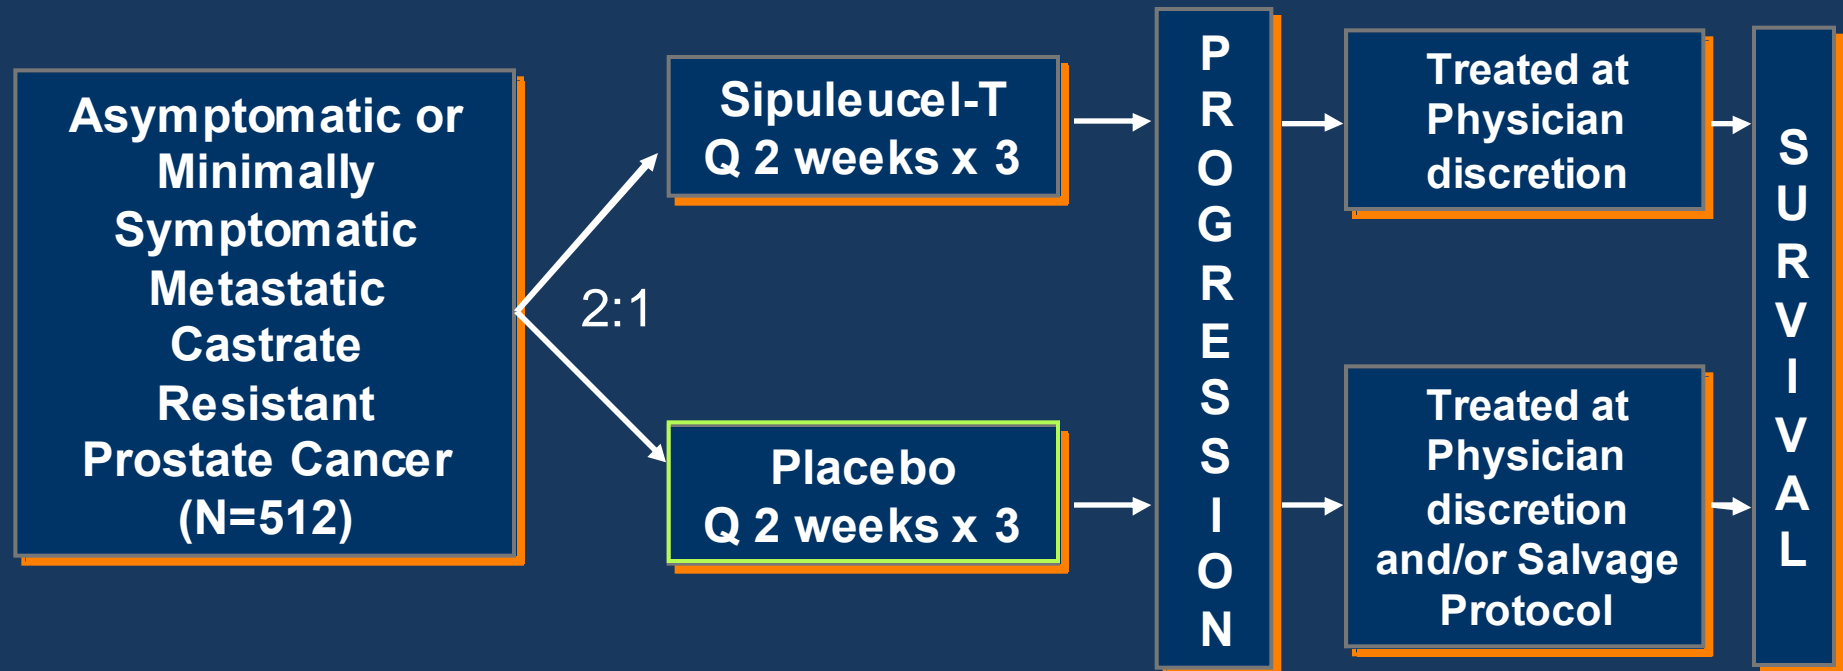 Asymptomatic or
Minimally
Symptomatic
Metastatic
Castrate
Resistant
Prostate Cancer
(N=512)
2:1
Sipuleucel-T
Q 2 weeks x 3
Placebo
Q 2 weeks x 3
P
R
O
G
R
E
S
S
I
O
N
Treated at
Physician
discretion
Treated at
Physician
discretion
and/or Salvage
Protocol
S
U
R
V
I
V
A
L